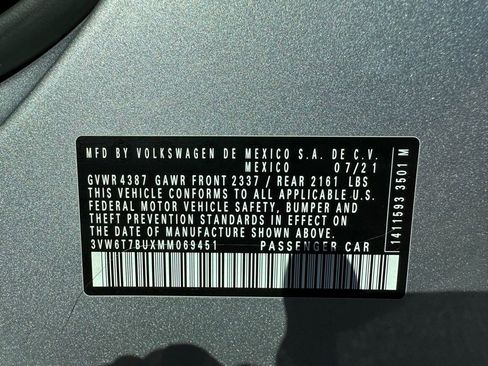 MFD BY VOLKSWAGEN DE MEXICO S.A. DE C.V.
MEXICO 07/21
GVWR 4387 GAWR FRONT 2337 / REAR 2161 LBS
THIS VEHICLE CONFORMS TO ALL APPLICABLE U.S.
FEDERAL MOTOR VEHICLE SAFETY, BUMPER AND
THEFT PREVENTION STANDARDS IN EFFECT ON
THE DATE OF MANUFACTURE SHOWN ABOVE
3VW6T7BUXMM069451 PASSENGER CAR
1411593 3501 M